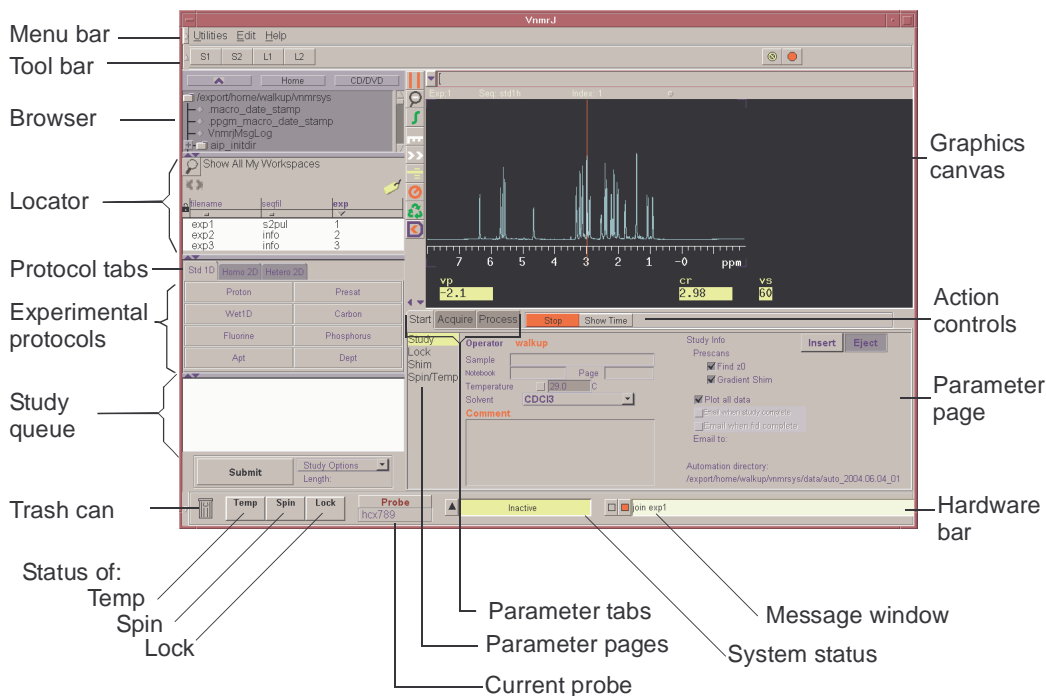 VnmrJ
Menu bar
Utilities Edit Help
Tool bar
S1 S2 L1 L2
Home CD/DVD
Browser
/export/home/walkup/vnmrsys
.macro_date_stamp
.ppgm_macro_date_stamp
VnmrjMsgLog
aip_initdir
Exp:1 Seq: std1h Index: 1
Graphics
canvas
Locator
Show All My Workspaces
filename seqfil exp
exp1 s2pul 1
exp2 info 2
exp3 info 3
7 6 5 4 3 2 1 -0 ppm
vp cr vs
-2.1 2.98 60
Protocol tabs
Std 1D Homo 2D Hetero 2D
Experimental
protocols
Proton Presat
Wet1D Carbon
Fluorine Phosphorus
Apt Dept
Start Acquire Process Stop Show Time
Action
controls
Study
Lock
Shim
Spin/Temp
Operator walkup
Sample
Notebook Page
Temperature 29.0 C
Solvent CDCl3
Comment
Study Info
Prescans
Find z0
Gradient Shim
Plot all data
Email when study complete
Email when fid complete
Email to:
Automation directory:
/export/home/walkup/vnmrsys/data/auto_2004.06.04_01
Insert Eject
Parameter
page
Study
queue
Submit Study Options
Length:
Trash can
Temp Spin Lock
Probe
hcx789
Inactive
join exp1
Hardware
bar
Status of:
Temp
Spin
Lock
Parameter tabs
Parameter pages
Current probe
Message window
System status